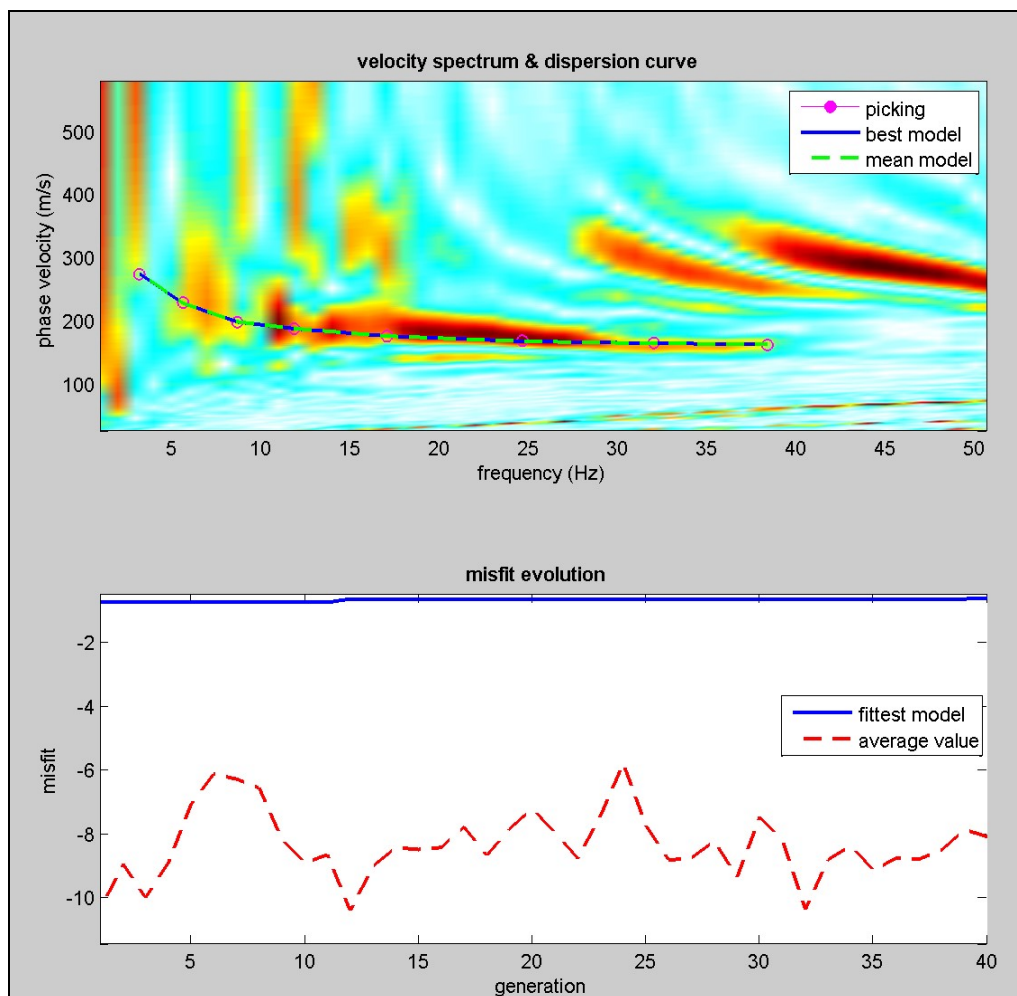 velocity spectrum & dispersion curve
picking
best model
mean model
500
400
300
200
100
phase velocity (m/s)
5 10 15 20 25 30 35 40 45 50
frequency (Hz)
misfit evolution
-2
-4
-6
-8
-10
misfit
fittest model
average value
5 10 15 20 25 30 35 40
generation